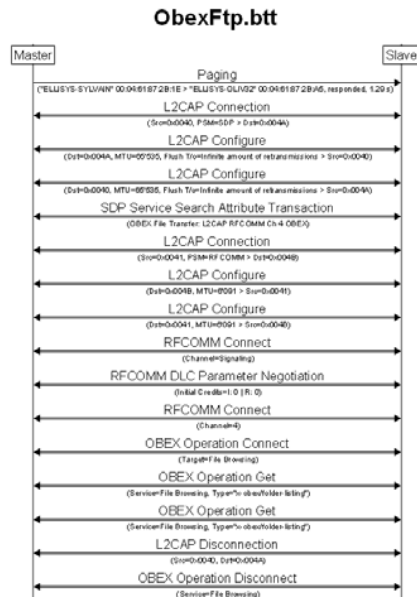 ObexFtp.btt
Master
Slave
Paging
("ELLISYS-SYLVAIN" 00:04:61:87:2B:1E > "ELLISYS-OLIV32" 00:04:61:87:2B:A5, responded, 1.29 s)
L2CAP Connection
(Src=0x0040, PSM=SDP > Dst=0x004A)
L2CAP Configure
(Dst=0x004A, MTU=65'535, Flush T/o=Infinite amount of retransmissions > Src=0x0040)
L2CAP Configure
(Dst=0x0040, MTU=65'535, Flush T/o=Infinite amount of retransmissions > Src=0x004A)
SDP Service Search Attribute Transaction
(OBEX File Transfer: L2CAP RFCOMM Ch-4 OBEX)
L2CAP Connection
(Src=0x0041, PSM=RFCOMM > Dst=0x004B)
L2CAP Configure
(Dst=0x004B, MTU=6'091 > Src=0x0041)
L2CAP Configure
(Dst=0x0041, MTU=6'091 > Src=0x004B)
RFCOMM Connect
(Channel=Signaling)
RFCOMM DLC Parameter Negotiation
(Initial Credits=I: 0 | R: 0)
RFCOMM Connect
(Channel=4)
OBEX Operation Connect
(Target=File Browsing)
OBEX Operation Get
(Service=File Browsing, Type="x-obex/folder-listing")
OBEX Operation Get
(Service=File Browsing, Type="x-obex/folder-listing")
L2CAP Disconnection
(Src=0x0040, Dst=0x004A)
OBEX Operation Disconnect
(Service=File Browsing)